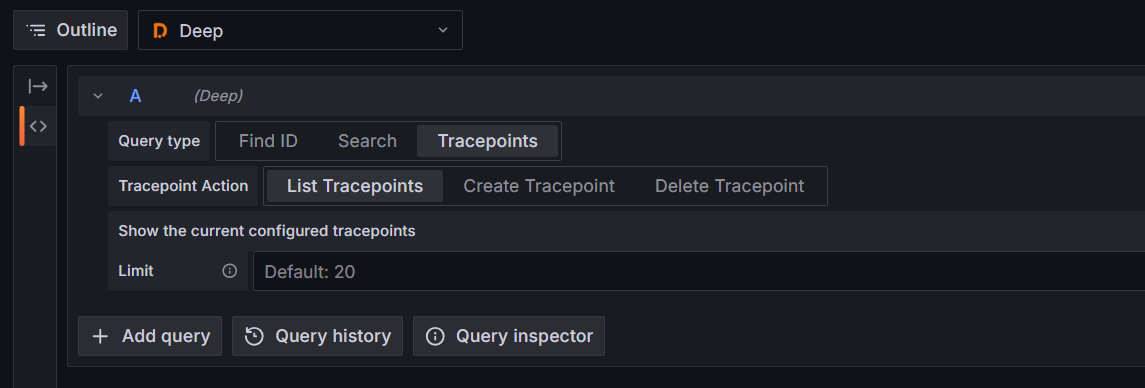 Outline Deep
A (Deep)
Query type Find ID Search Tracepoints
Tracepoint Action List Tracepoints Create Tracepoint Delete Tracepoint
Show the current configured tracepoints
Limit Default: 20
Add query Query history Query inspector